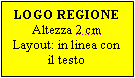 LOGO REGIONE
Altezza 2 cm
Layout: in linea con
il testo